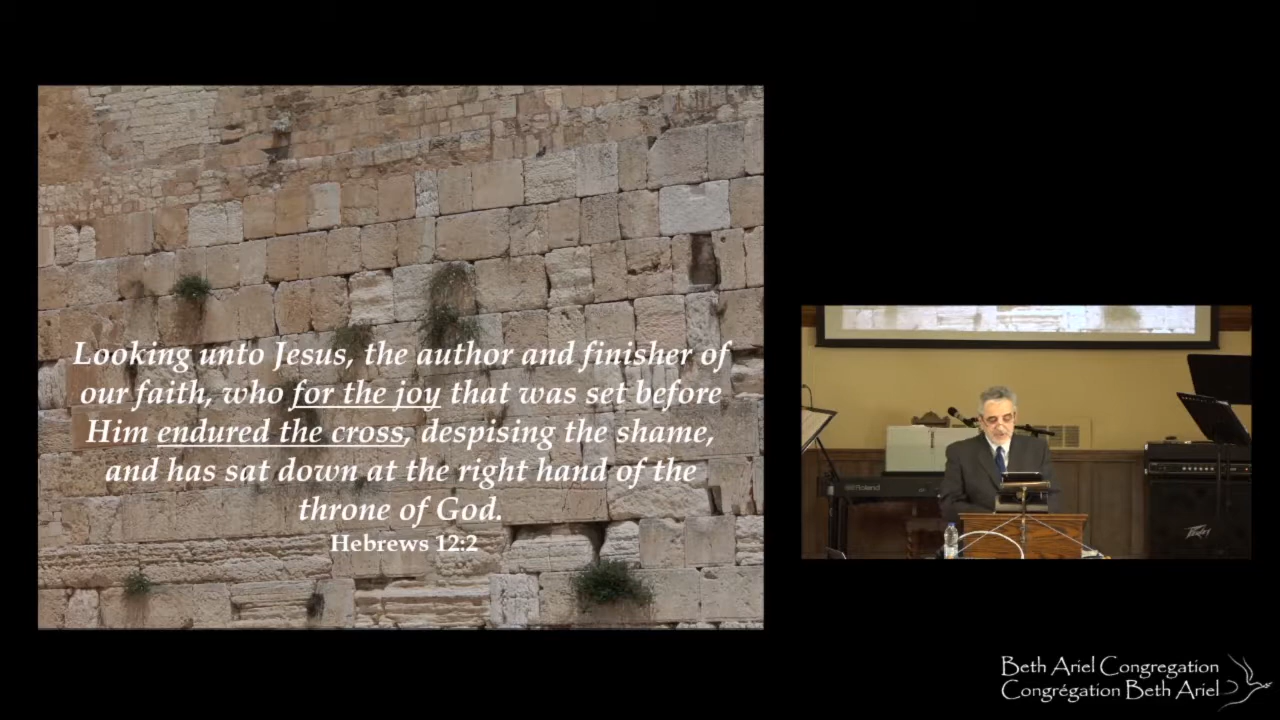 Looking unto Jesus, the author and finisher of
our faith, who for the joy that was set before
Him endured the cross, despising the shame,
and has sat down at the right hand of the
throne of God.
Hebrews 12:2
Roland
Peavey
Beth Ariel Congregation
Congrégation Beth Ariel